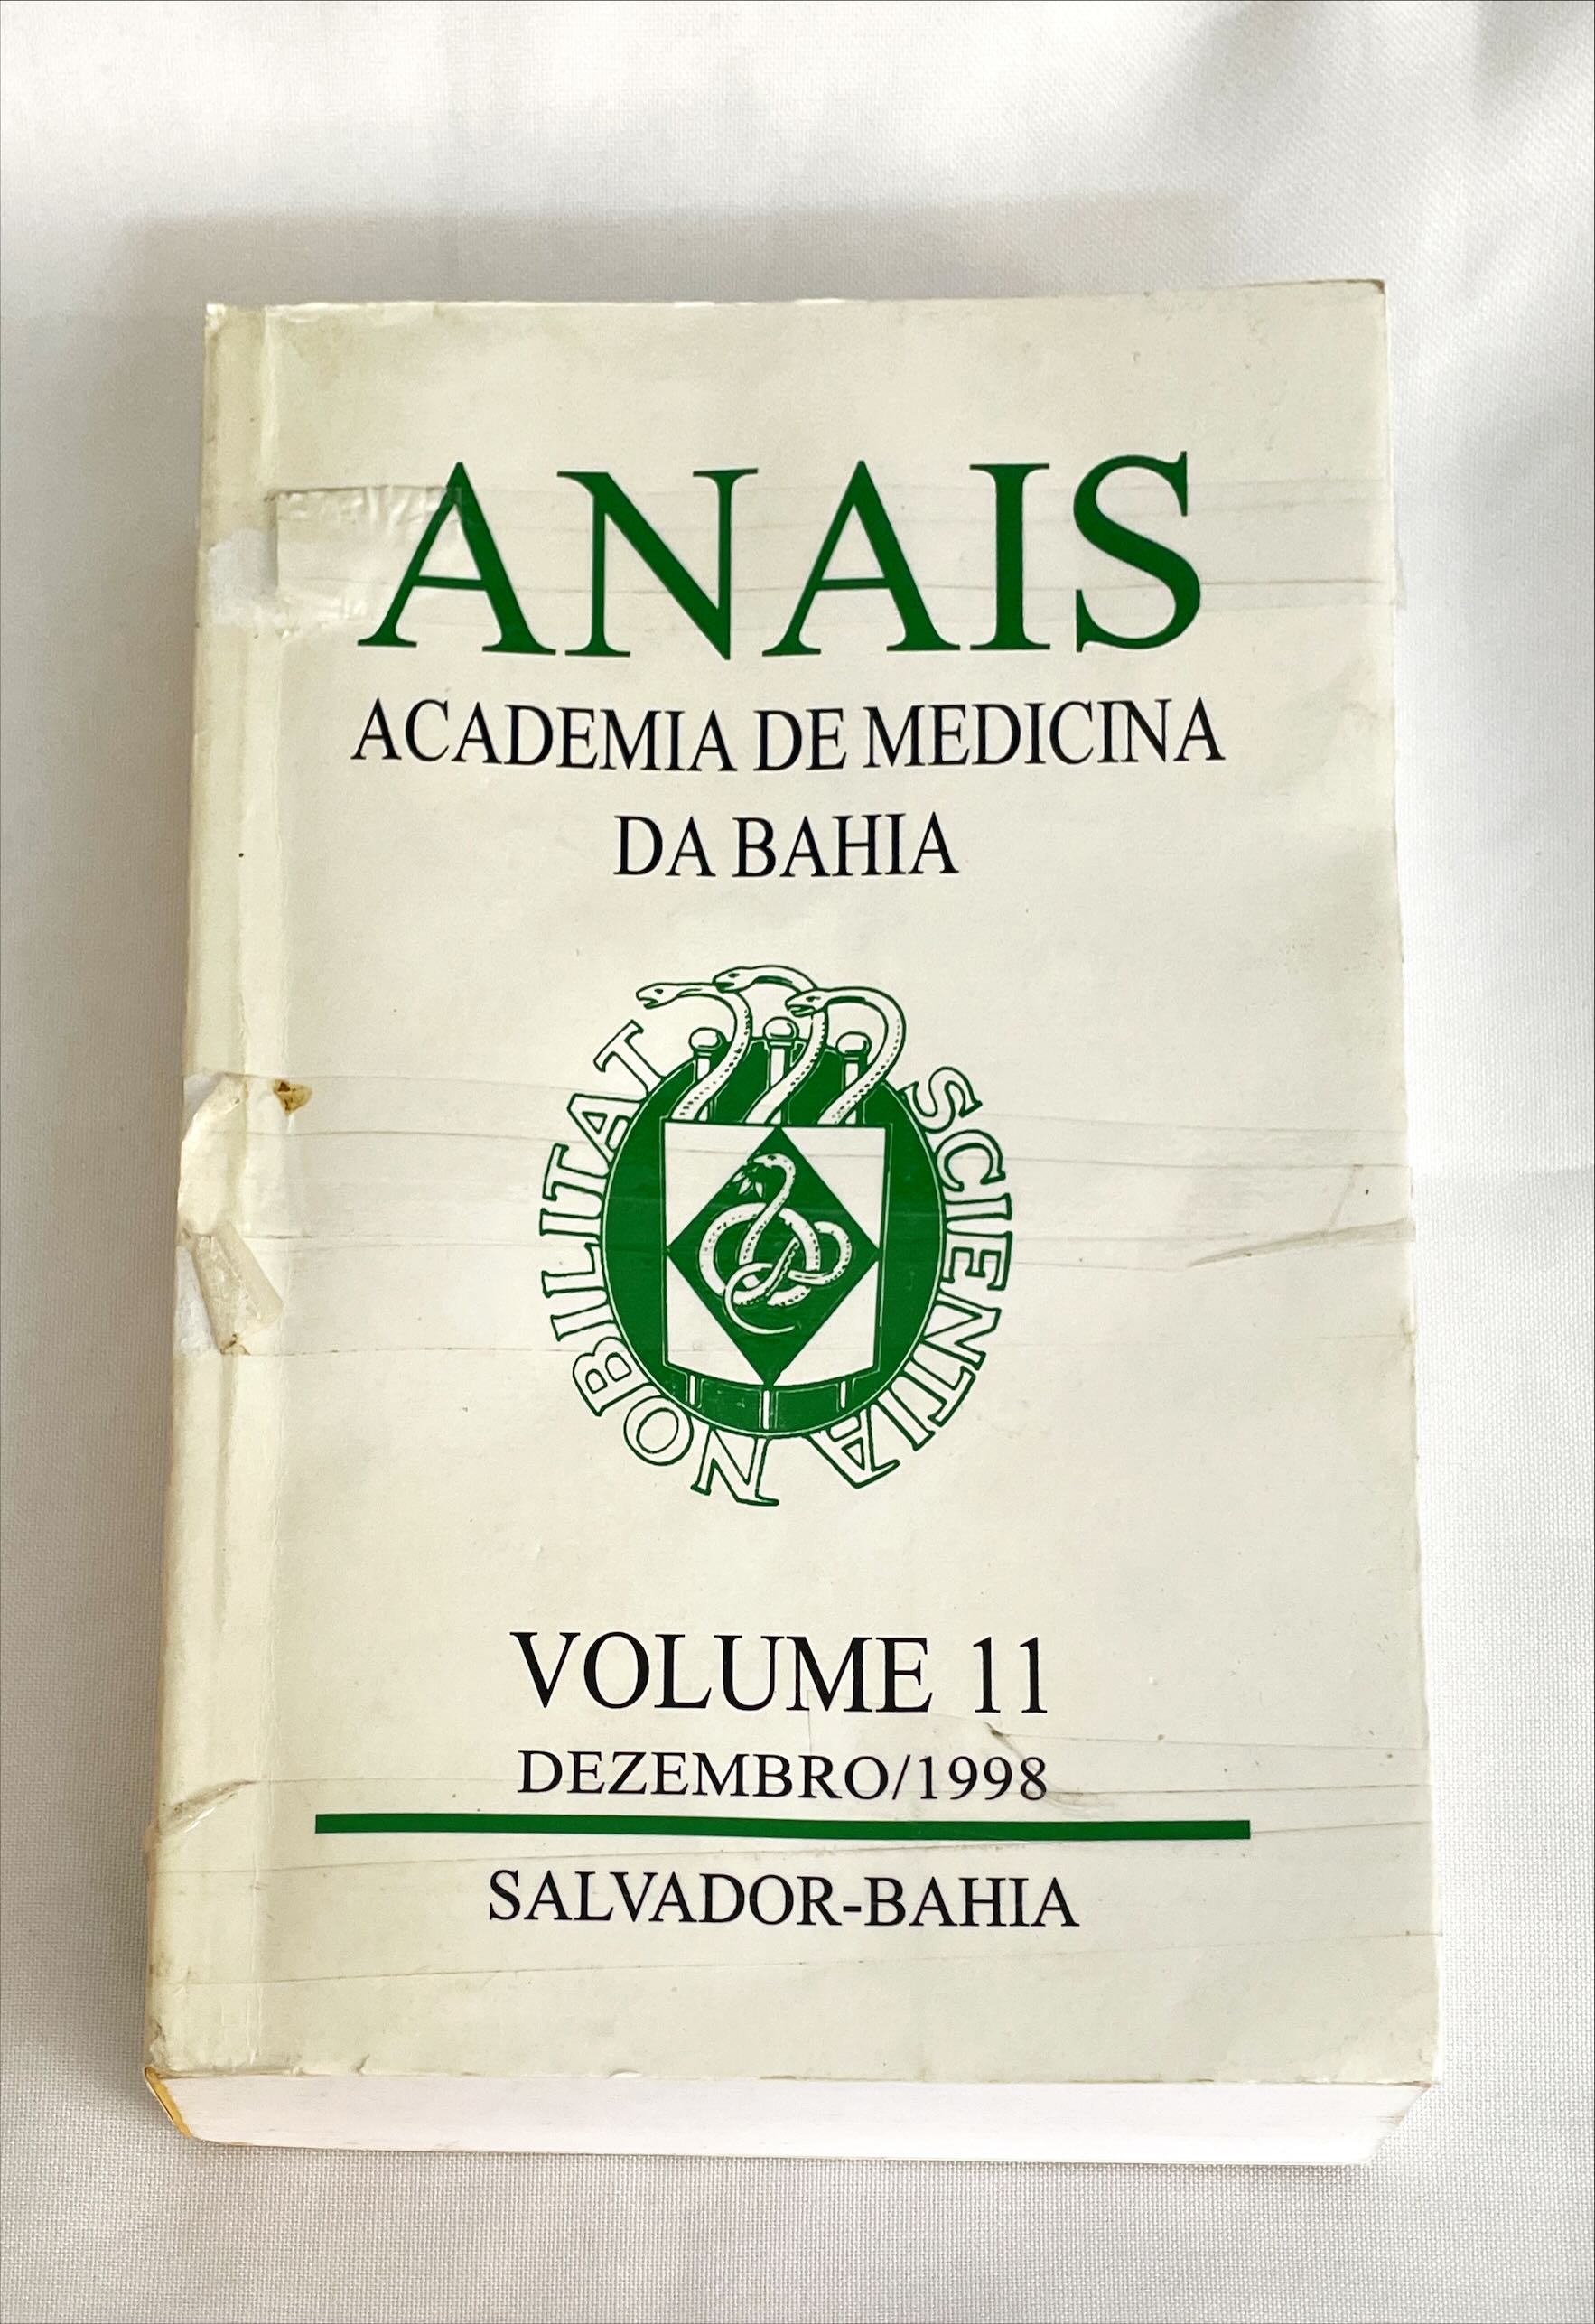 ANAIS
ACADEMIA DE MEDICINA
DA BAHIA
NOBILITAT SCIENTIA
VOLUME 11
DEZEMBRO/1998
SALVADOR-BAHIA